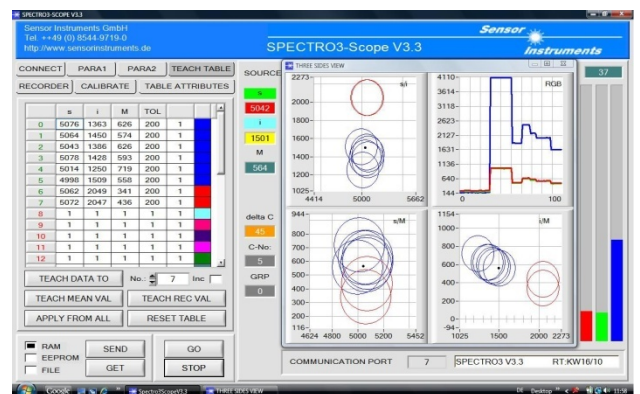 SPECTRO3-SCOPE V3.3
Sensor Instruments GmbH
Tel. ++49 (0) 8544-9719-0
http://www.sensorinstruments.de
SPECTRO3-Scope V3.3
Sensor
Instruments
CONNECT PARA1 PARA2 TEACH TABLE
RECORDER CALIBRATE TABLE ATTRIBUTES
s i M TOL
0 5076 1363 626 200 1
1 5064 1450 574 200 1
2 5043 1386 626 200 1
3 5078 1428 593 200 1
4 5014 1250 719 200 1
5 4998 1509 558 200 1
6 5062 2049 341 200 1
7 5072 2047 436 200 1
8 1 1 1 1 1
9 1 1 1 1 1
10 1 1 1 1 1
11 1 1 1 1 1
12 1 1 1 1 1
TEACH DATA TO No.: 7 Inc
TEACH MEAN VAL TEACH REC VAL
APPLY FROM ALL RESET TABLE
RAM
EEPROM
FILE
SEND GO
GET STOP
SOURCE
s
5042
i
1501
M
564
delta C
45
C-No:
5
GRP
0
THREE SIDES VIEW
s/i
2273-
2000-
1800-
1600-
1400-
1200-
1025-
4414 5000 5662
RGB
4110-
3614-
3118-
2623-
2127-
1631-
1136-
640-
144-
0 100
s/M
944-
800-
700-
600-
500-
400-
300-
200-
116-
4624 4800 5000 5200 5452
i/M
1154-
1000-
800-
600-
400-
200-
0-
-94-
1025 1500 2000 2273
37
COMMUNICATION PORT 7 SPECTRO3 V3.3 RT:KW16/10
Google Spectro3ScopeV3.3 THREE SIDES VIEW DE Desktop 11:58